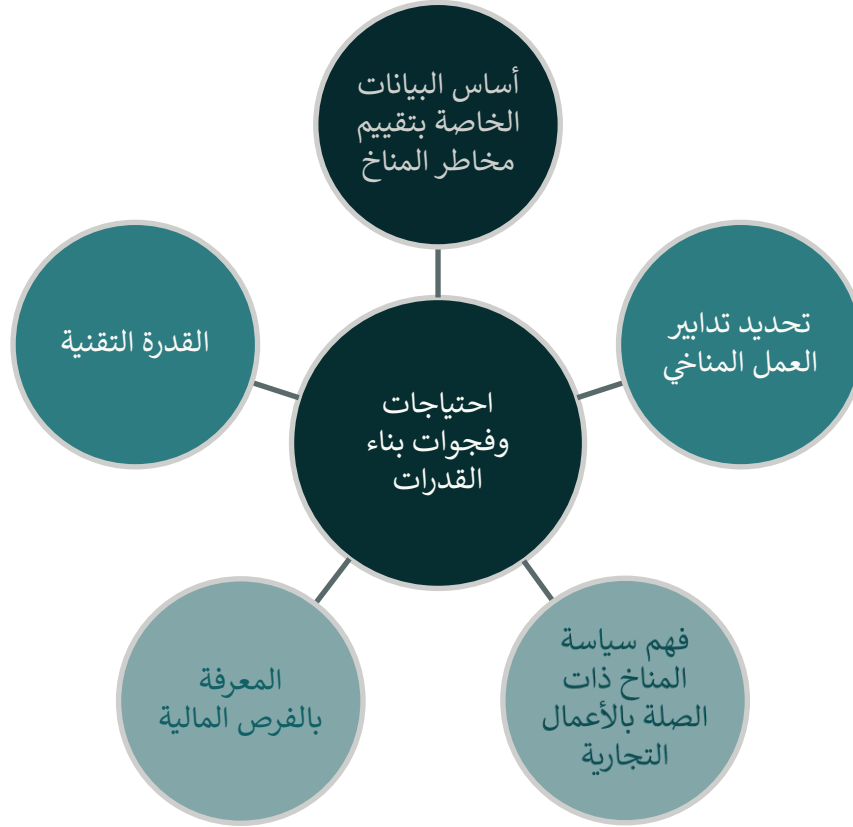 أساس البيانات
الخاصة بتقييم
مخاطر المناخ
تحديد تدابير
العمل المناخي
القدرة التقنية
احتياجات
وفجوات بناء
القدرات
فهم سياسة
المناخ ذات
الصلة بالأعمال
التجارية
المعرفة
بالفرص المالية